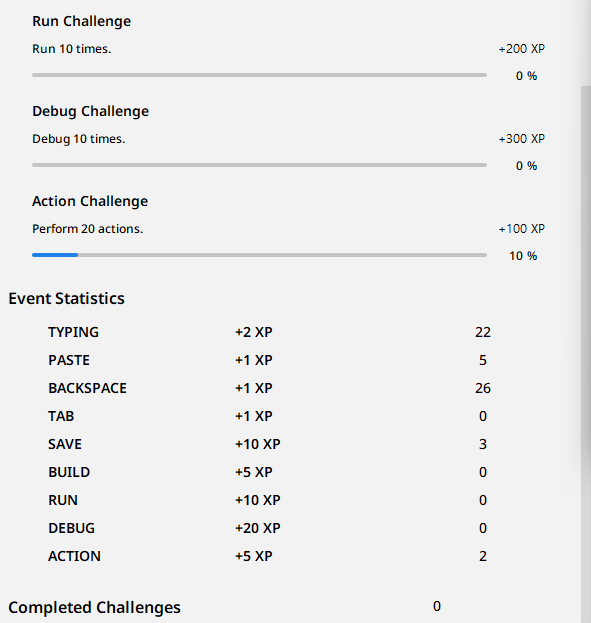 Run Challenge
Run 10 times. +200 XP
0 %
Debug Challenge
Debug 10 times. +300 XP
0 %
Action Challenge
Perform 20 actions. +100 XP
10 %
Event Statistics
TYPING +2 XP 22
PASTE +1 XP 5
BACKSPACE +1 XP 26
TAB +1 XP 0
SAVE +10 XP 3
BUILD +5 XP 0
RUN +10 XP 0
DEBUG +20 XP 0
ACTION +5 XP 2
Completed Challenges 0